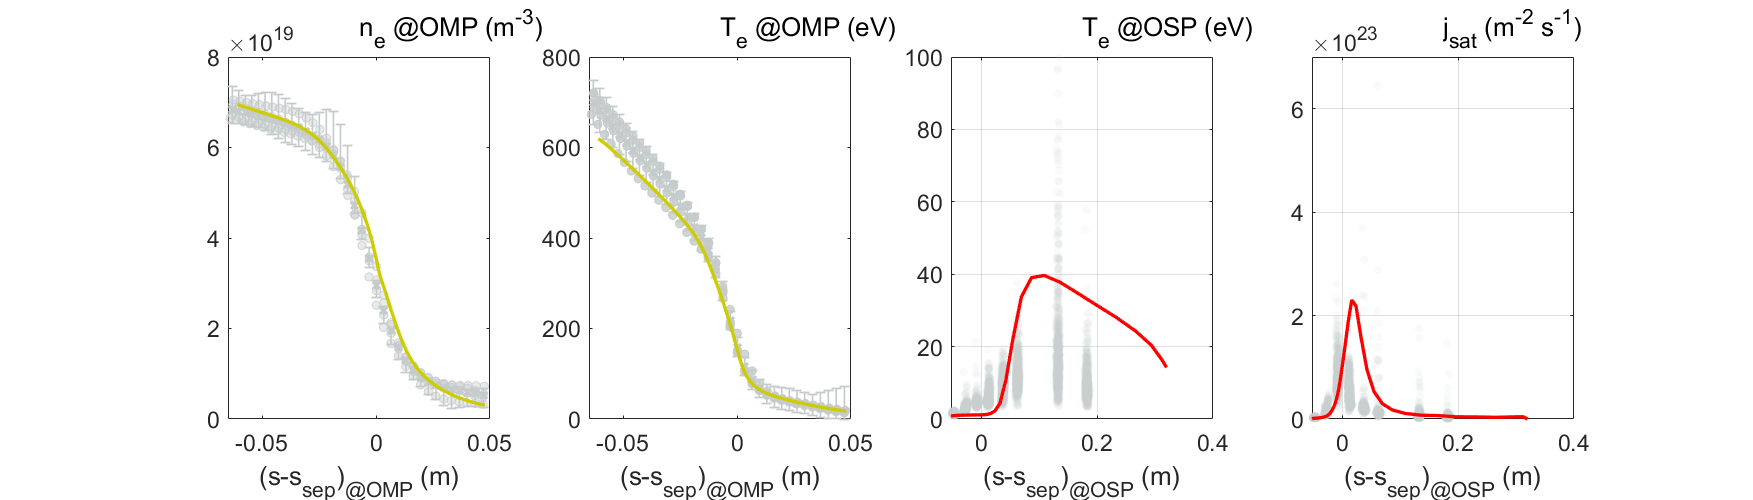 n_e @OMP (m^-3)
×10^19
8
6
4
2
0
-0.05 0 0.05
(s-s_sep)_@OMP (m)
T_e @OMP (eV)
800
600
400
200
0
-0.05 0 0.05
(s-s_sep)_@OMP (m)
T_e @OSP (eV)
100
80
60
40
20
0
0 0.2 0.4
(s-s_sep)_@OSP (m)
j_sat (m^-2 s^-1)
×10^23
6
4
2
0
0 0.2 0.4
(s-s_sep)_@OSP (m)